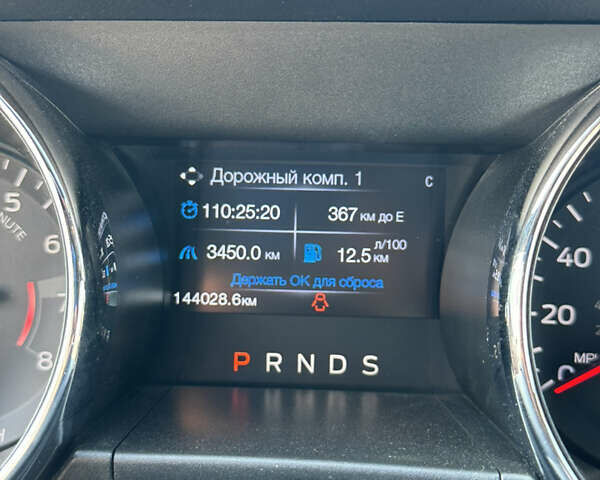 Дорожный комп. 1 C
110:25:20 367 км до E
3450.0 км 12.5 л/100 км
Держать OK для сброса
144028.6км
P R N D S
5
6
7
8
40
20
0